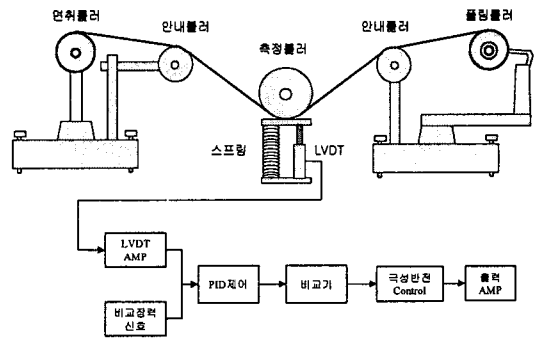 면취롤러
안내롤러
측정롤러
안내롤러
풀림롤러
스프링
LVDT
LVDT
AMP
비교장력
신호
PID제어
비교기
극성반전
Control
출력
AMP